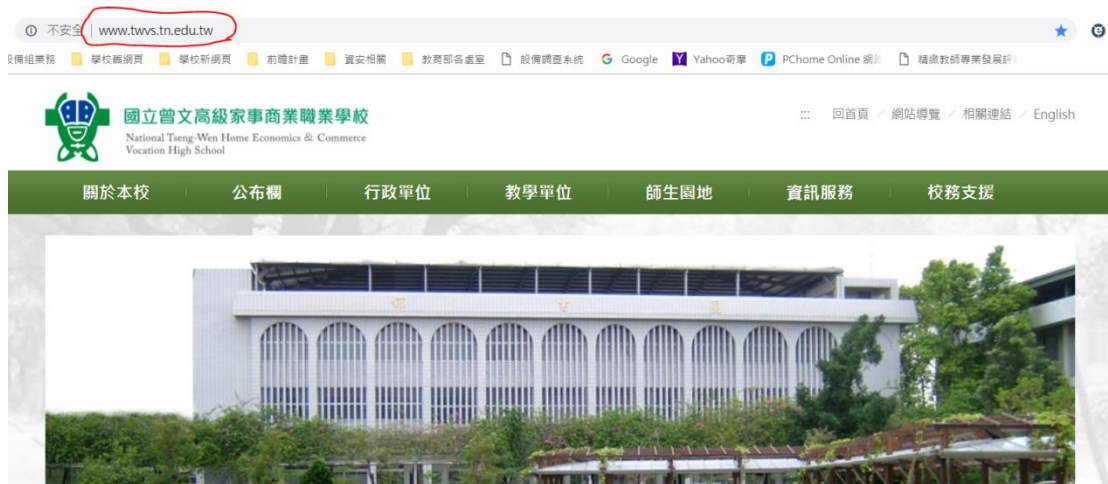 不安全 | www.twvs.tn.edu.tw
設備組業務 學校舊網頁 學校新網頁 前瞻計畫 資安相關 教育部各處室 設備調查系統 Google Yahoo奇摩 PChome Online 網 精緻教師專業發展評
國立曾文高級家事商業職業學校
National Tseng-Wen Home Economics & Commerce
Vocation High School
::: 回首頁 / 網站導覽 / 相關連結 / English
關於本校 公布欄 行政單位 教學單位 師生園地 資訊服務 校務支援